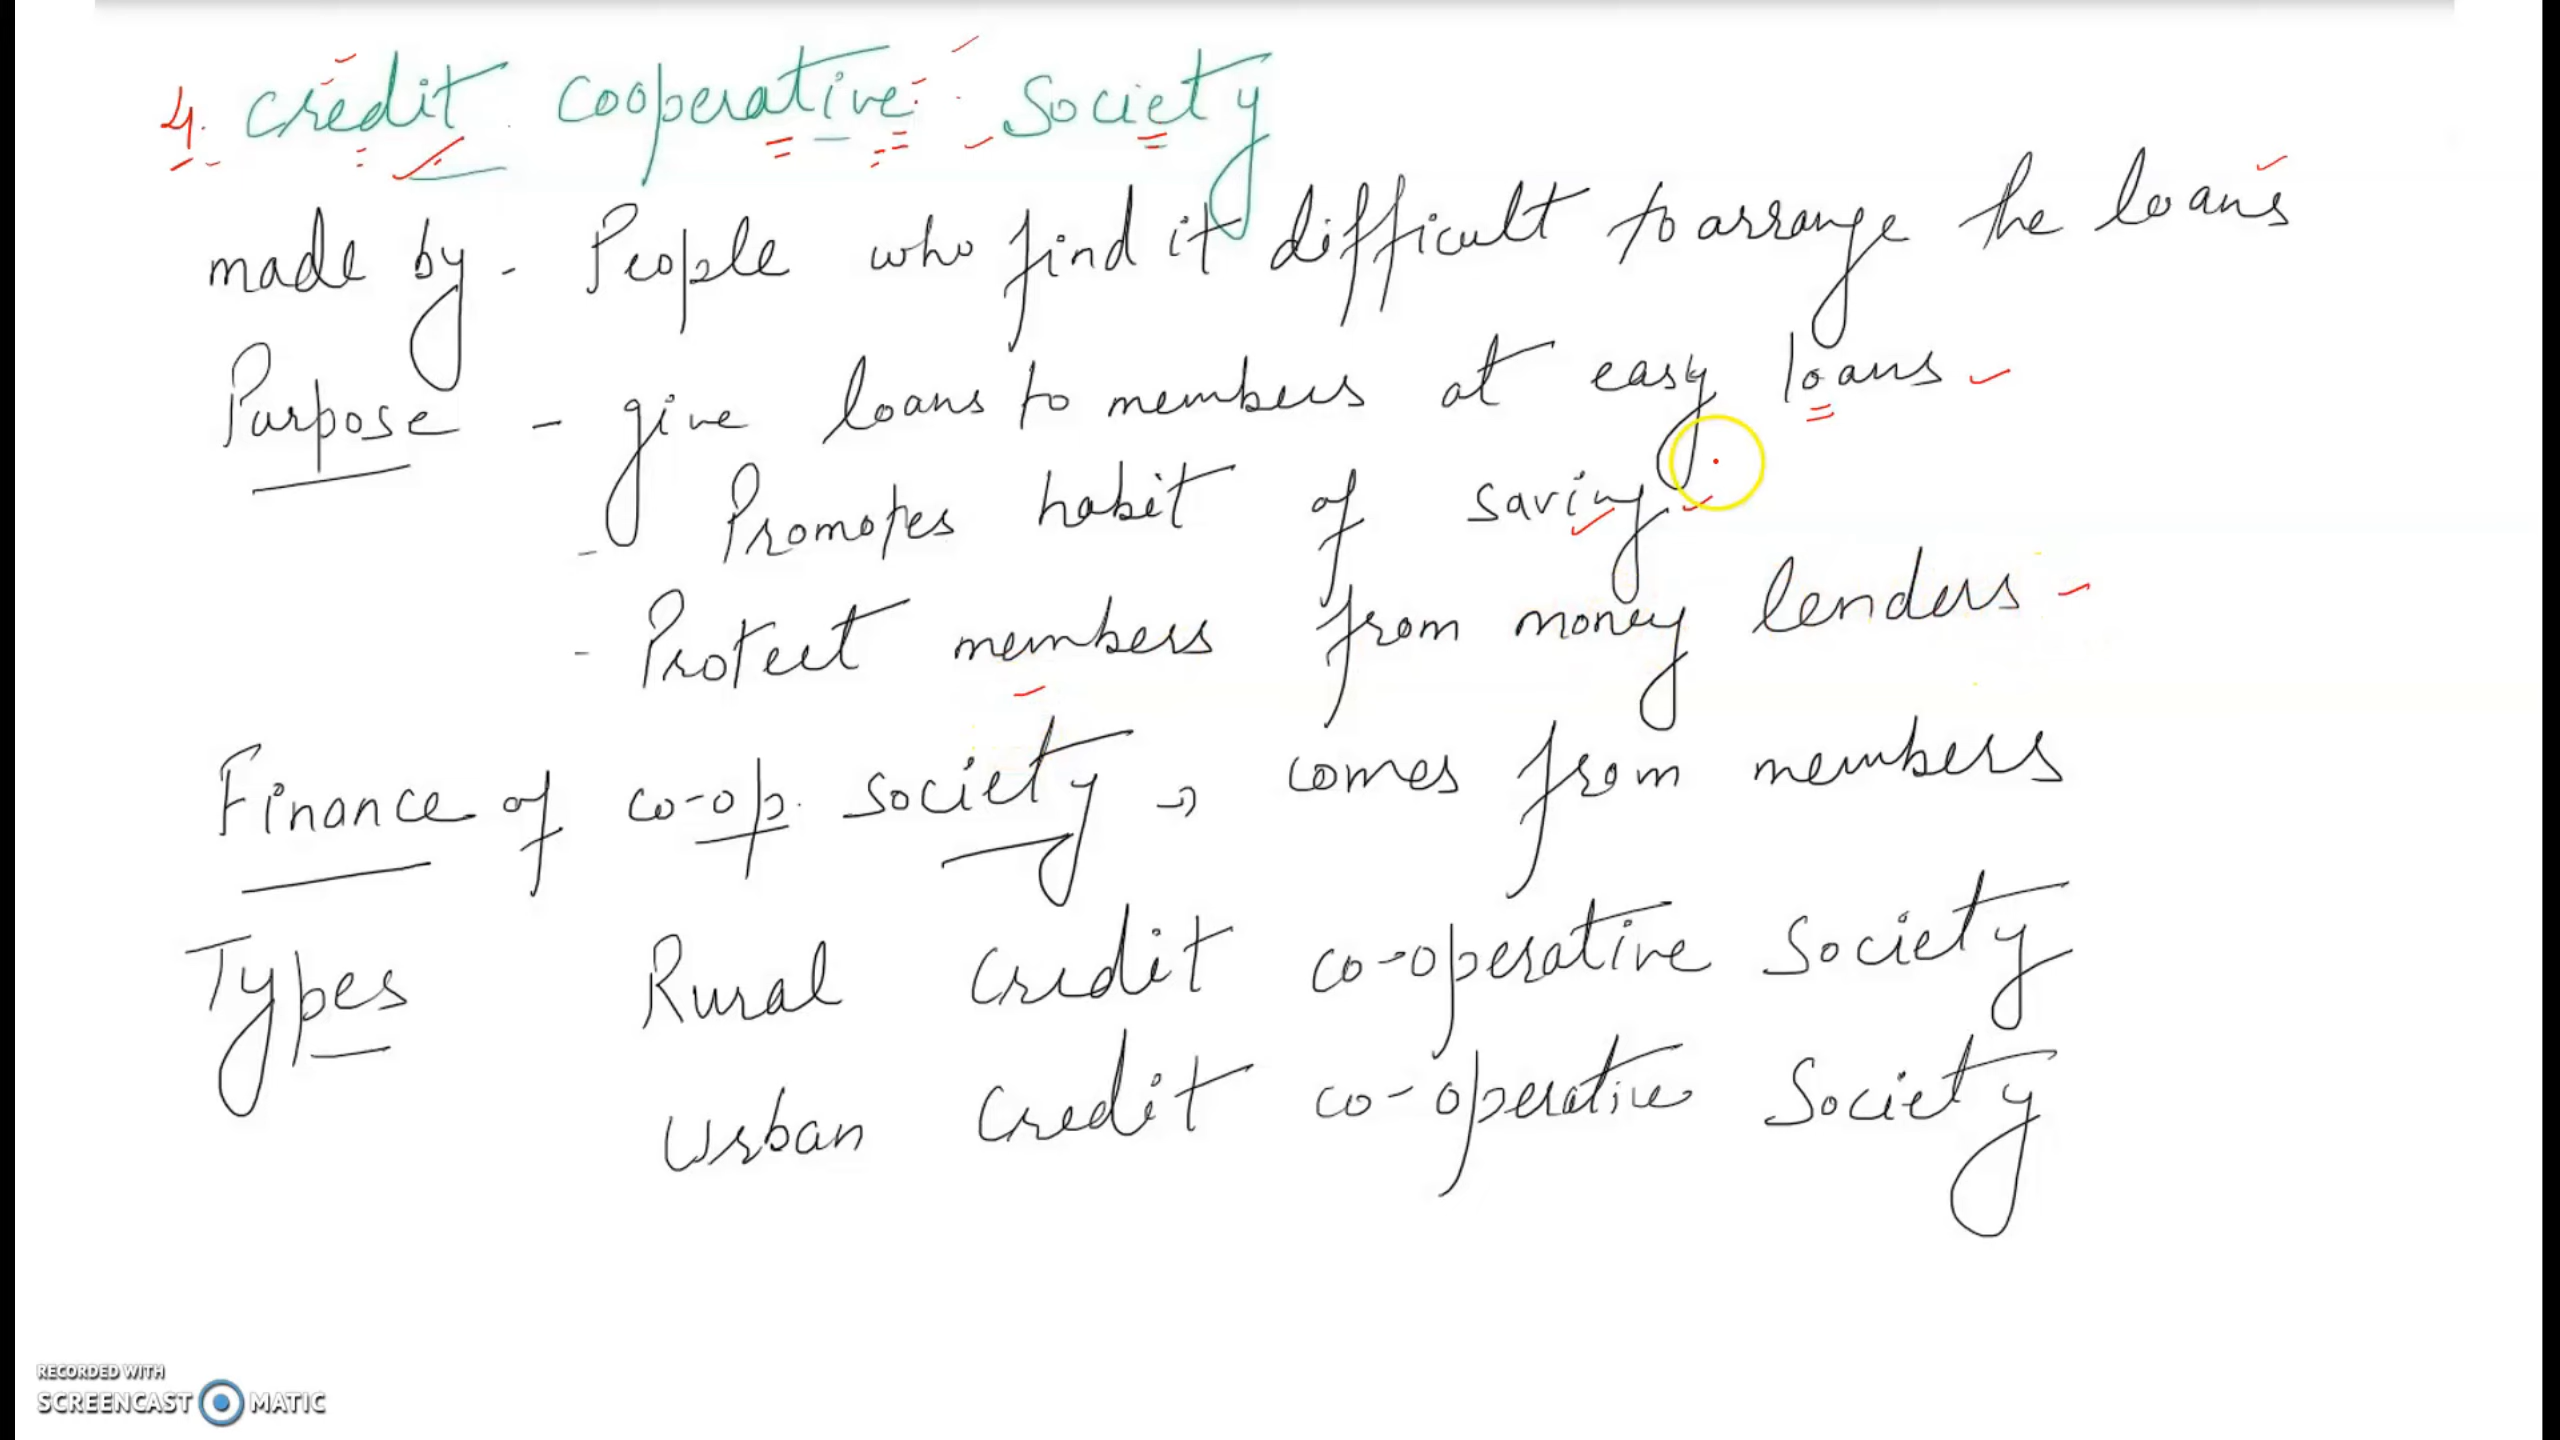 4. Credit Cooperative Society
made by - People who find it difficult to arrange the loans
Purpose - give loans to members at easy loans
- Promotes habit of saving
- Protect members from money lenders
Finance of co-op. society → comes from members
Types Rural Credit co-operative Society
Urban Credit co-operative Society
RECORDED WITH
SCREENCAST MATIC